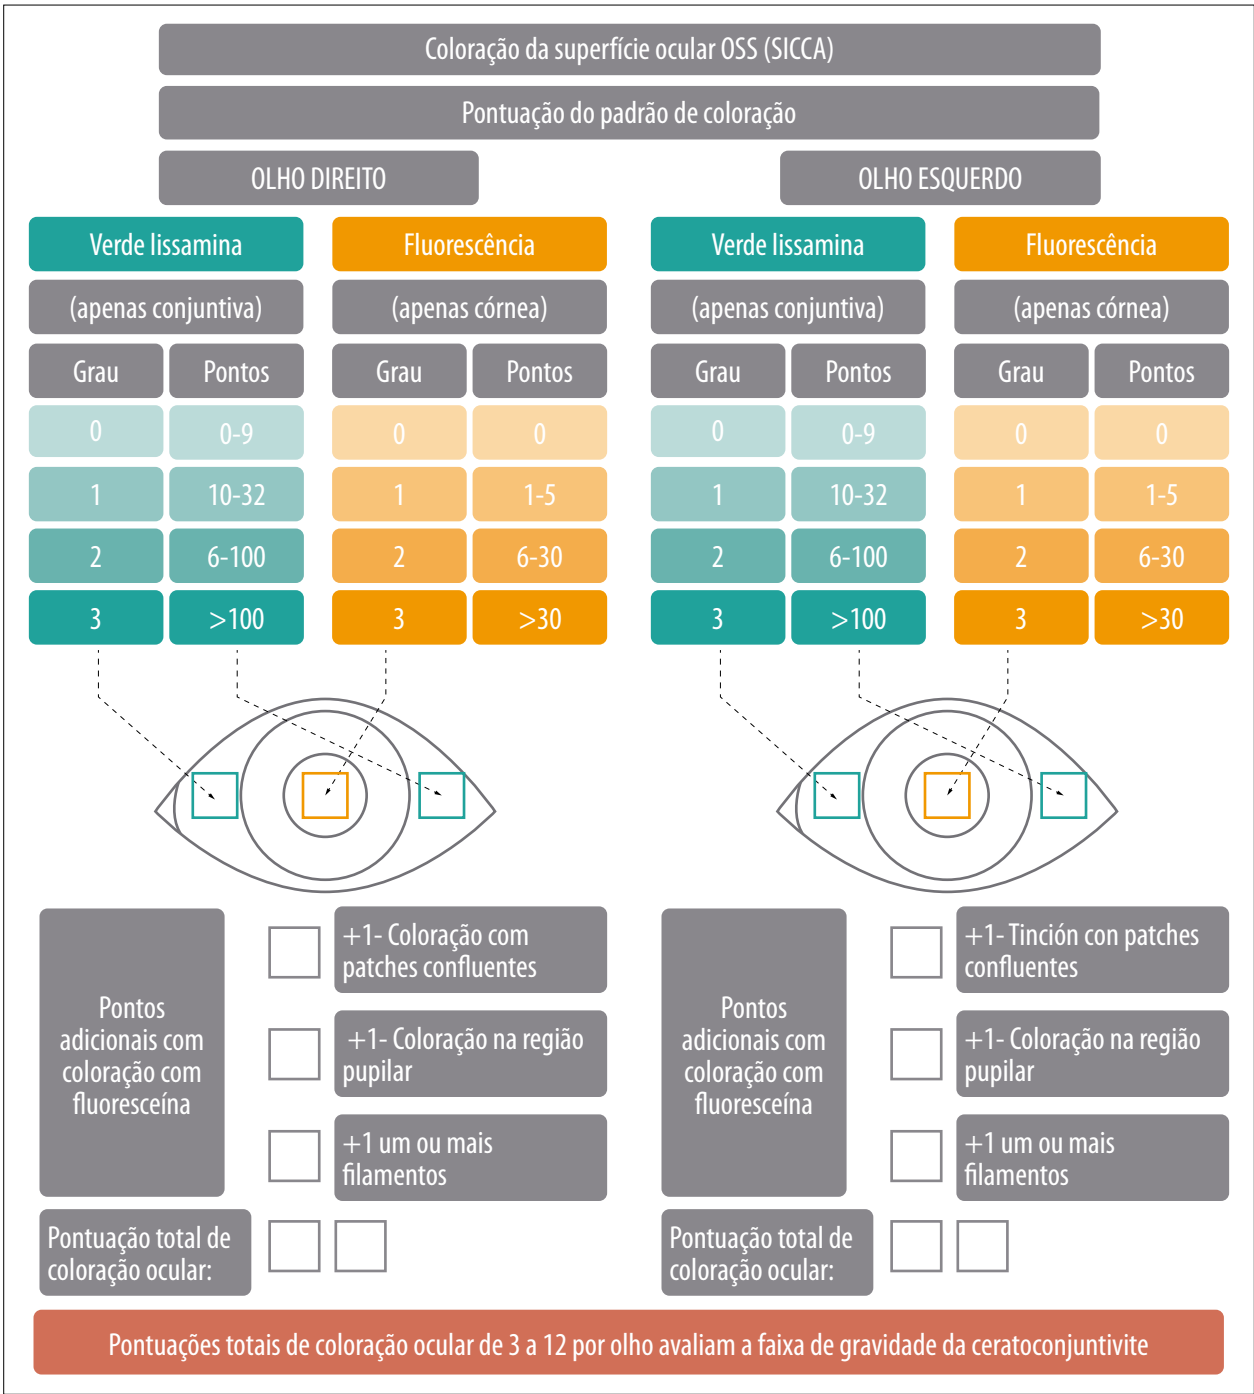 Coloração da superfície ocular OSS (SICCA)
Pontuação do padrão de coloração
OLHO DIREITO
OLHO ESQUERDO
Verde lissamina
Fluorescência
Verde lissamina
Fluorescência
(apenas conjuntiva)
(apenas córnea)
(apenas conjuntiva)
(apenas córnea)
Grau Pontos Grau Pontos Grau Pontos Grau Pontos
0 0-9 0 0 0 0-9 0 0
1 10-32 1 1-5 1 10-32 1 1-5
2 6-100 2 6-30 2 6-100 2 6-30
3 >100 3 >30 3 >100 3 >30
Pontos
adicionais com
coloração com
fluoresceína
+1- Coloração com
patches confluentes
+1- Coloração na região
pupilar
+1 um ou mais
filamentos
Pontuação total de
coloração ocular:
Pontos
adicionais com
coloração com
fluoresceína
+1- Tinción con patches
confluentes
+1- Coloração na região
pupilar
+1 um ou mais
filamentos
Pontuação total de
coloração ocular:
Pontuações totais de coloração ocular de 3 a 12 por olho avaliam a faixa de gravidade da ceratoconjuntivite